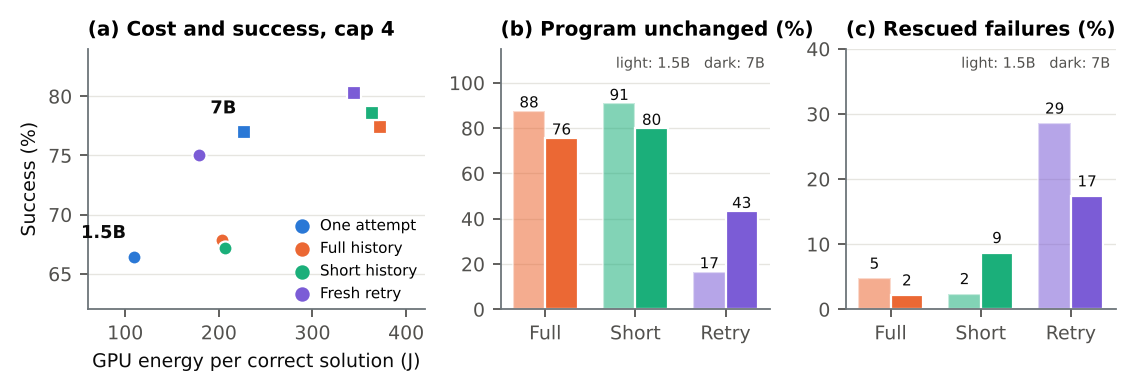 (a) Cost and success, cap 4
Success (%)
80
75
70
65
7B
1.5B
One attempt
Full history
Short history
Fresh retry
100 200 300 400
GPU energy per correct solution (J)
(b) Program unchanged (%)
light: 1.5B dark: 7B
100
80
60
40
20
0
88 76 91 80 17 43
Full Short Retry
(c) Rescued failures (%)
light: 1.5B dark: 7B
40
30
20
10
0
5 2 2 9 29 17
Full Short Retry